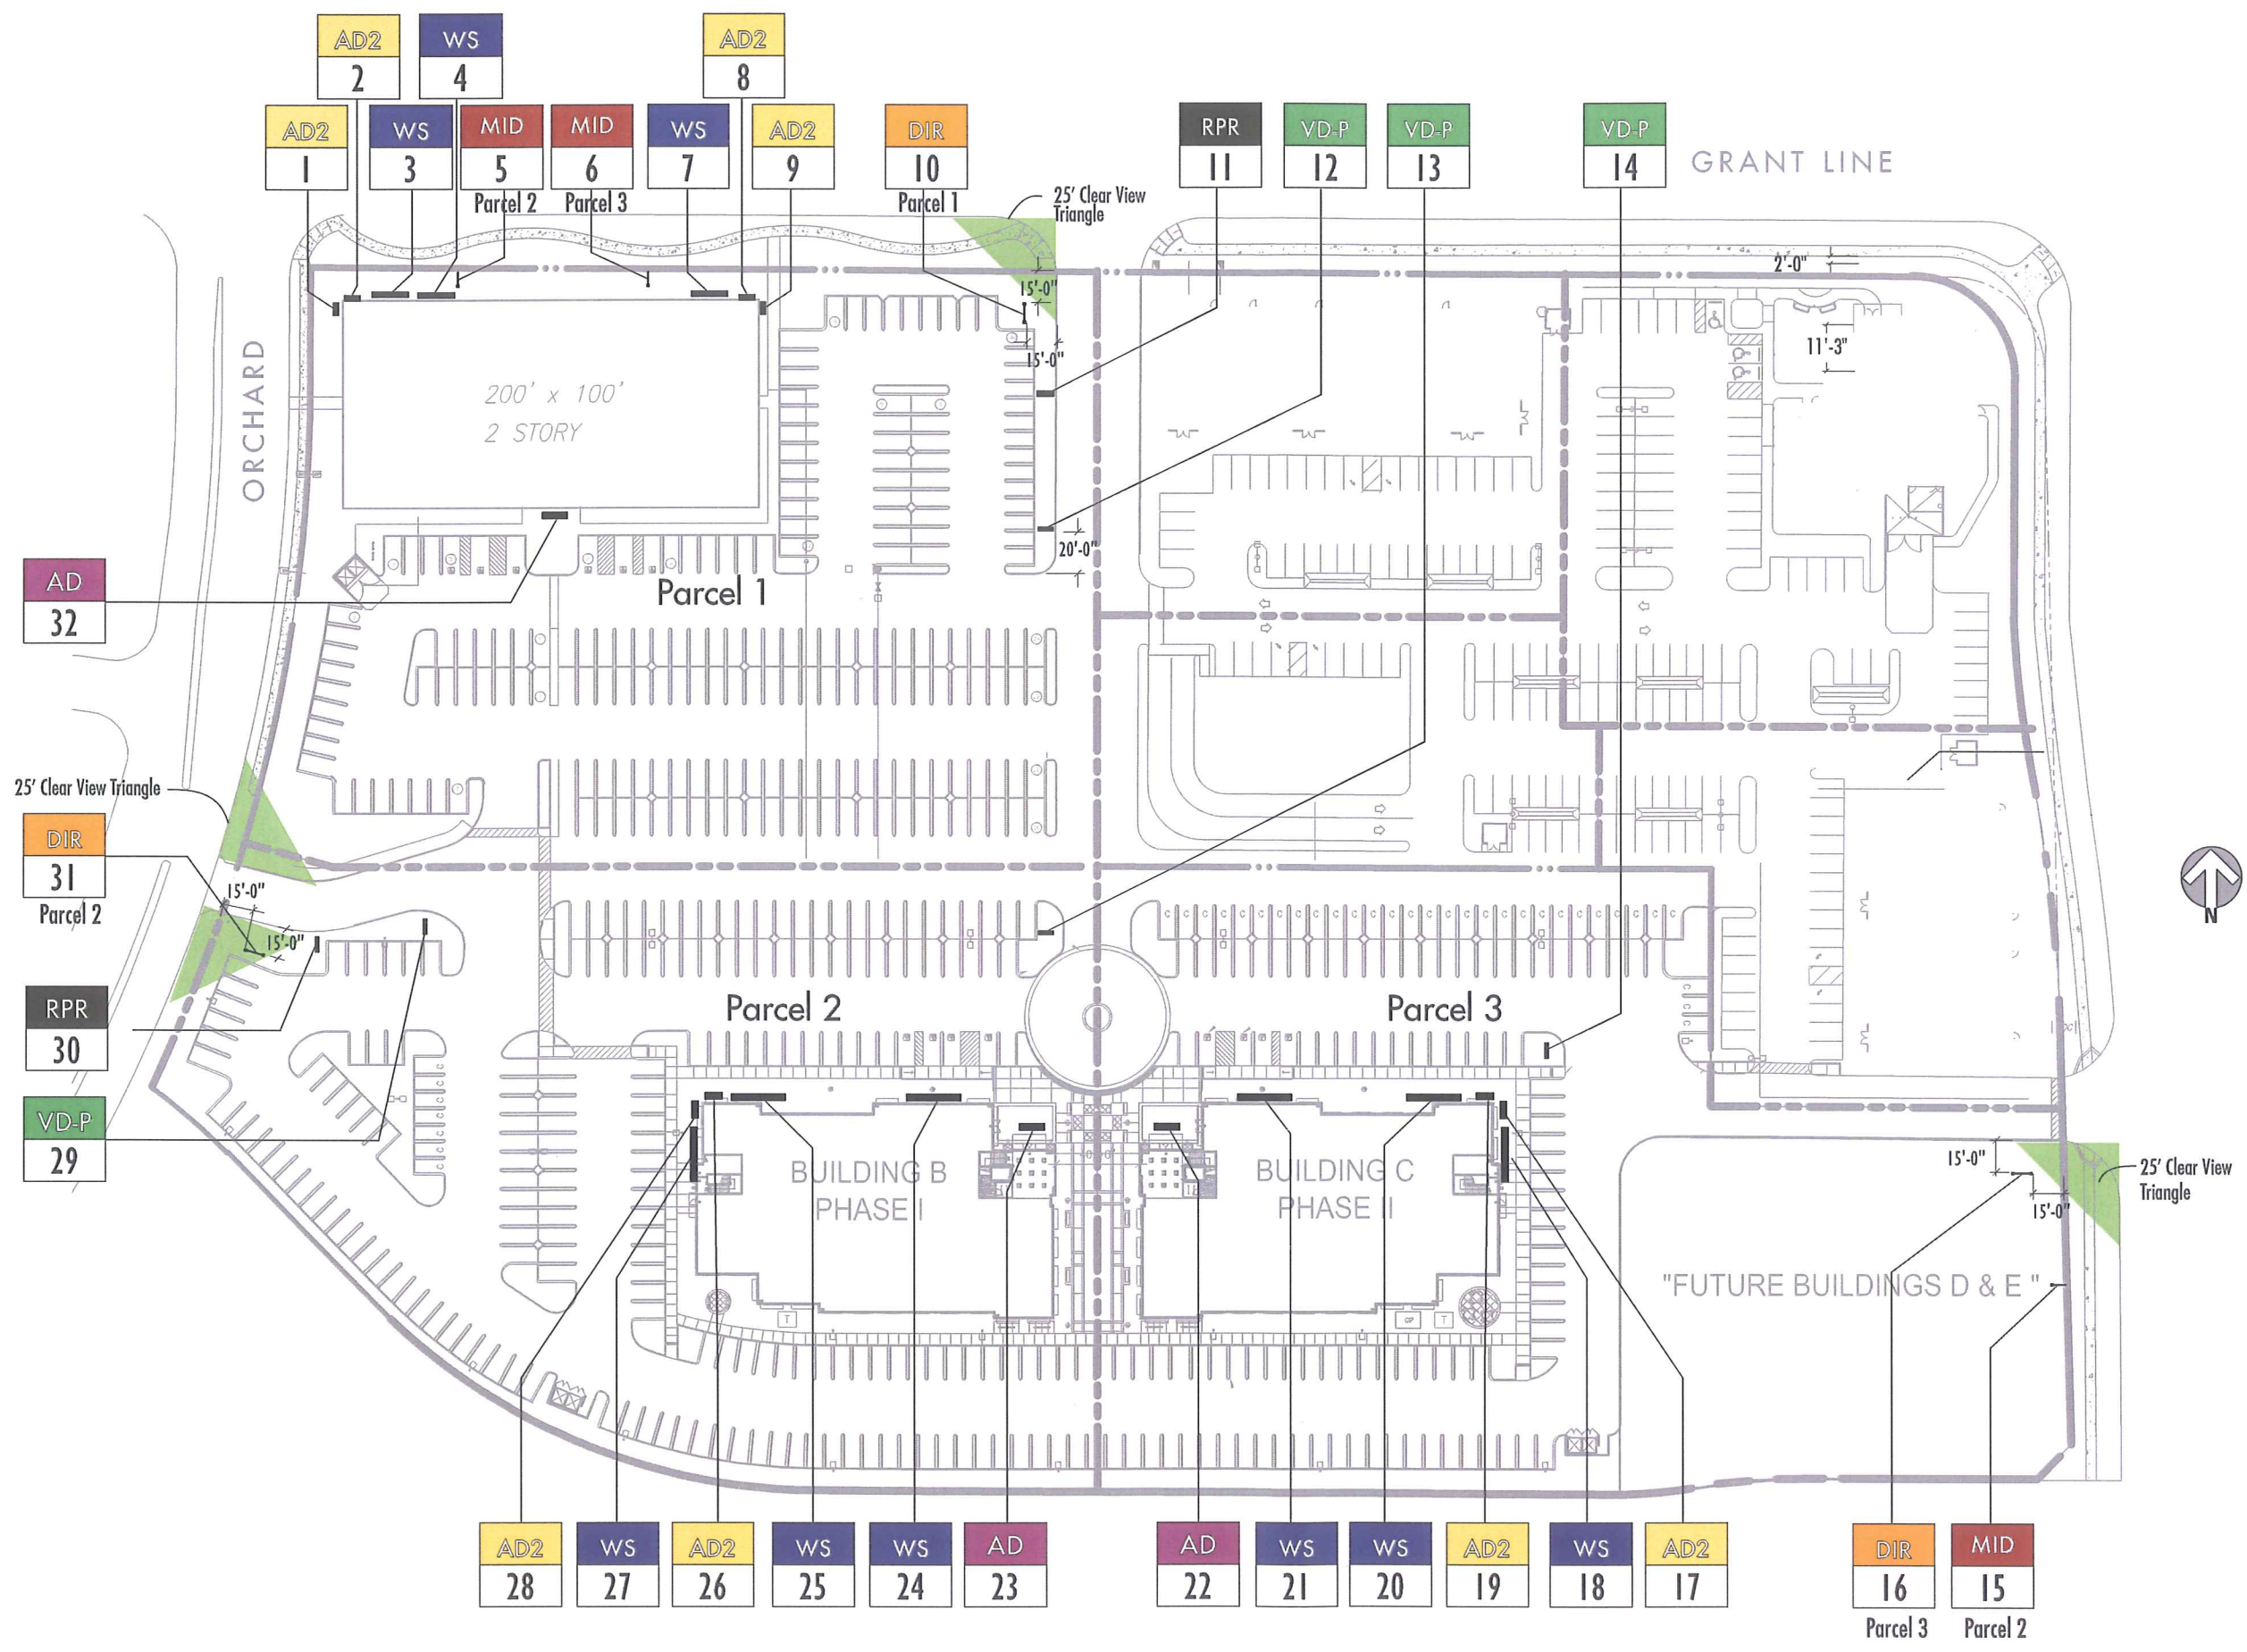 AD2
2
WS
4
AD2
8
AD2
1
WS
3
MID
5
Parcel 2
MID
6
Parcel 3
WS
7
AD2
9
DIR
10
Parcel 1
RPR
11
VD-P
12
VD-P
13
VD-P
14
GRANT LINE
25' Clear View
Triangle
2'-0"
15'-0"
15'-0"
11'-3"
ORCHARD
200' x 100'
2 STORY
20'-0"
AD
32
Parcel 1
25' Clear View Triangle
DIR
31
Parcel 2
15'-0"
15'-0"
N
RPR
30
Parcel 2
Parcel 3
VD-P
29
BUILDING B
PHASE I
BUILDING C
PHASE II
15'-0"
15'-0"
25' Clear View
Triangle
"FUTURE BUILDINGS D & E "
T
T
AD2
28
WS
27
AD2
26
WS
25
WS
24
AD
23
AD
22
WS
21
WS
20
AD2
19
WS
18
AD2
17
DIR
16
Parcel 3
MID
15
Parcel 2